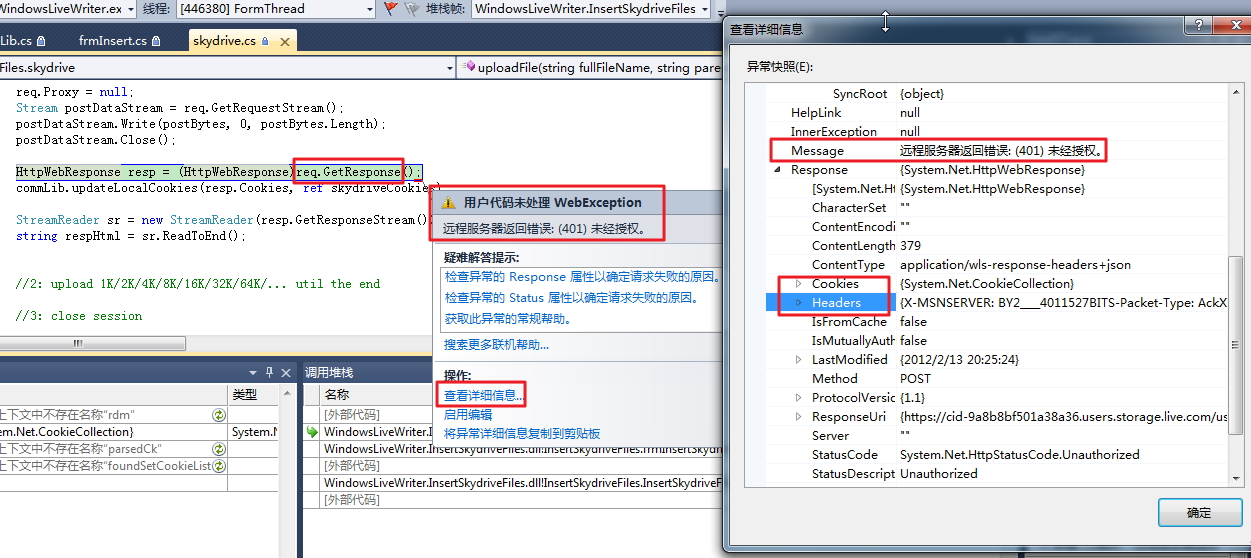 WindowsLiveWriter.ex 线程: [446380] FormThread 堆栈帧: WindowsLiveWriter.InsertSkydriveFiles
Lib.cs frmInsert.cs skydrive.cs
Files.skydrive uploadFile(string fullFileName, string pare
req.Proxy = null;
Stream postDataStream = req.GetRequestStream();
postDataStream.Write(postBytes, 0, postBytes.Length);
postDataStream.Close();
HttpWebResponse resp = (HttpWebResponse)req.GetResponse();
commLib.updateLocalCookies(resp.Cookies, ref skydriveCookies
StreamReader sr = new StreamReader(resp.GetResponseStream()
string respHtml = sr.ReadToEnd();
//2: upload 1K/2K/4K/8K/16K/32K/64K/... util the end
//3: close session
用户代码未处理 WebException
远程服务器返回错误: (401) 未经授权。
疑难解答提示:
检查异常的 Response 属性以确定请求失败的原因。
检查异常的 Status 属性以确定请求失败的原因。
获取此异常的常规帮助。
搜索更多联机帮助...
操作:
查看详细信息...
启用编辑
将异常详细信息复制到剪贴板
类型
上下文中不存在名称“rdm”
em.Net.CookieCollection} System.N
上下文中不存在名称“parsedCk”
上下文中不存在名称“foundSetCookieList
调用堆栈
名称
[外部代码]
WindowsLiveWriter.I
WindowsLiveWriter.InsertSkydriveFiles.dll!InsertSkydriveFiles.frmInsertSkydrive
[外部代码]
WindowsLiveWriter.InsertSkydriveFiles.dll!InsertSkydriveFiles.InsertSkydriveFile
[外部代码]
查看详细信息
异常快照(E):
SyncRoot {object}
HelpLink null
InnerException null
Message 远程服务器返回错误: (401) 未经授权。
Response {System.Net.HttpWebResponse}
[System.Net.Ht {System.Net.HttpWebResponse}
CharacterSet ""
ContentEncodi ""
ContentLength 379
ContentType application/wls-response-headers+json
Cookies {System.Net.CookieCollection}
Headers {X-MSNSERVER: BY2___4011527BITS-Packet-Type: AckX
IsFromCache false
IsMutuallyAuth false
LastModified {2012/2/13 20:25:24}
Method POST
ProtocolVersio {1.1}
ResponseUri {https://cid-9a8b8bf501a38a36.users.storage.live.com/us
Server ""
StatusCode System.Net.HttpStatusCode.Unauthorized
StatusDescript Unauthorized
确定